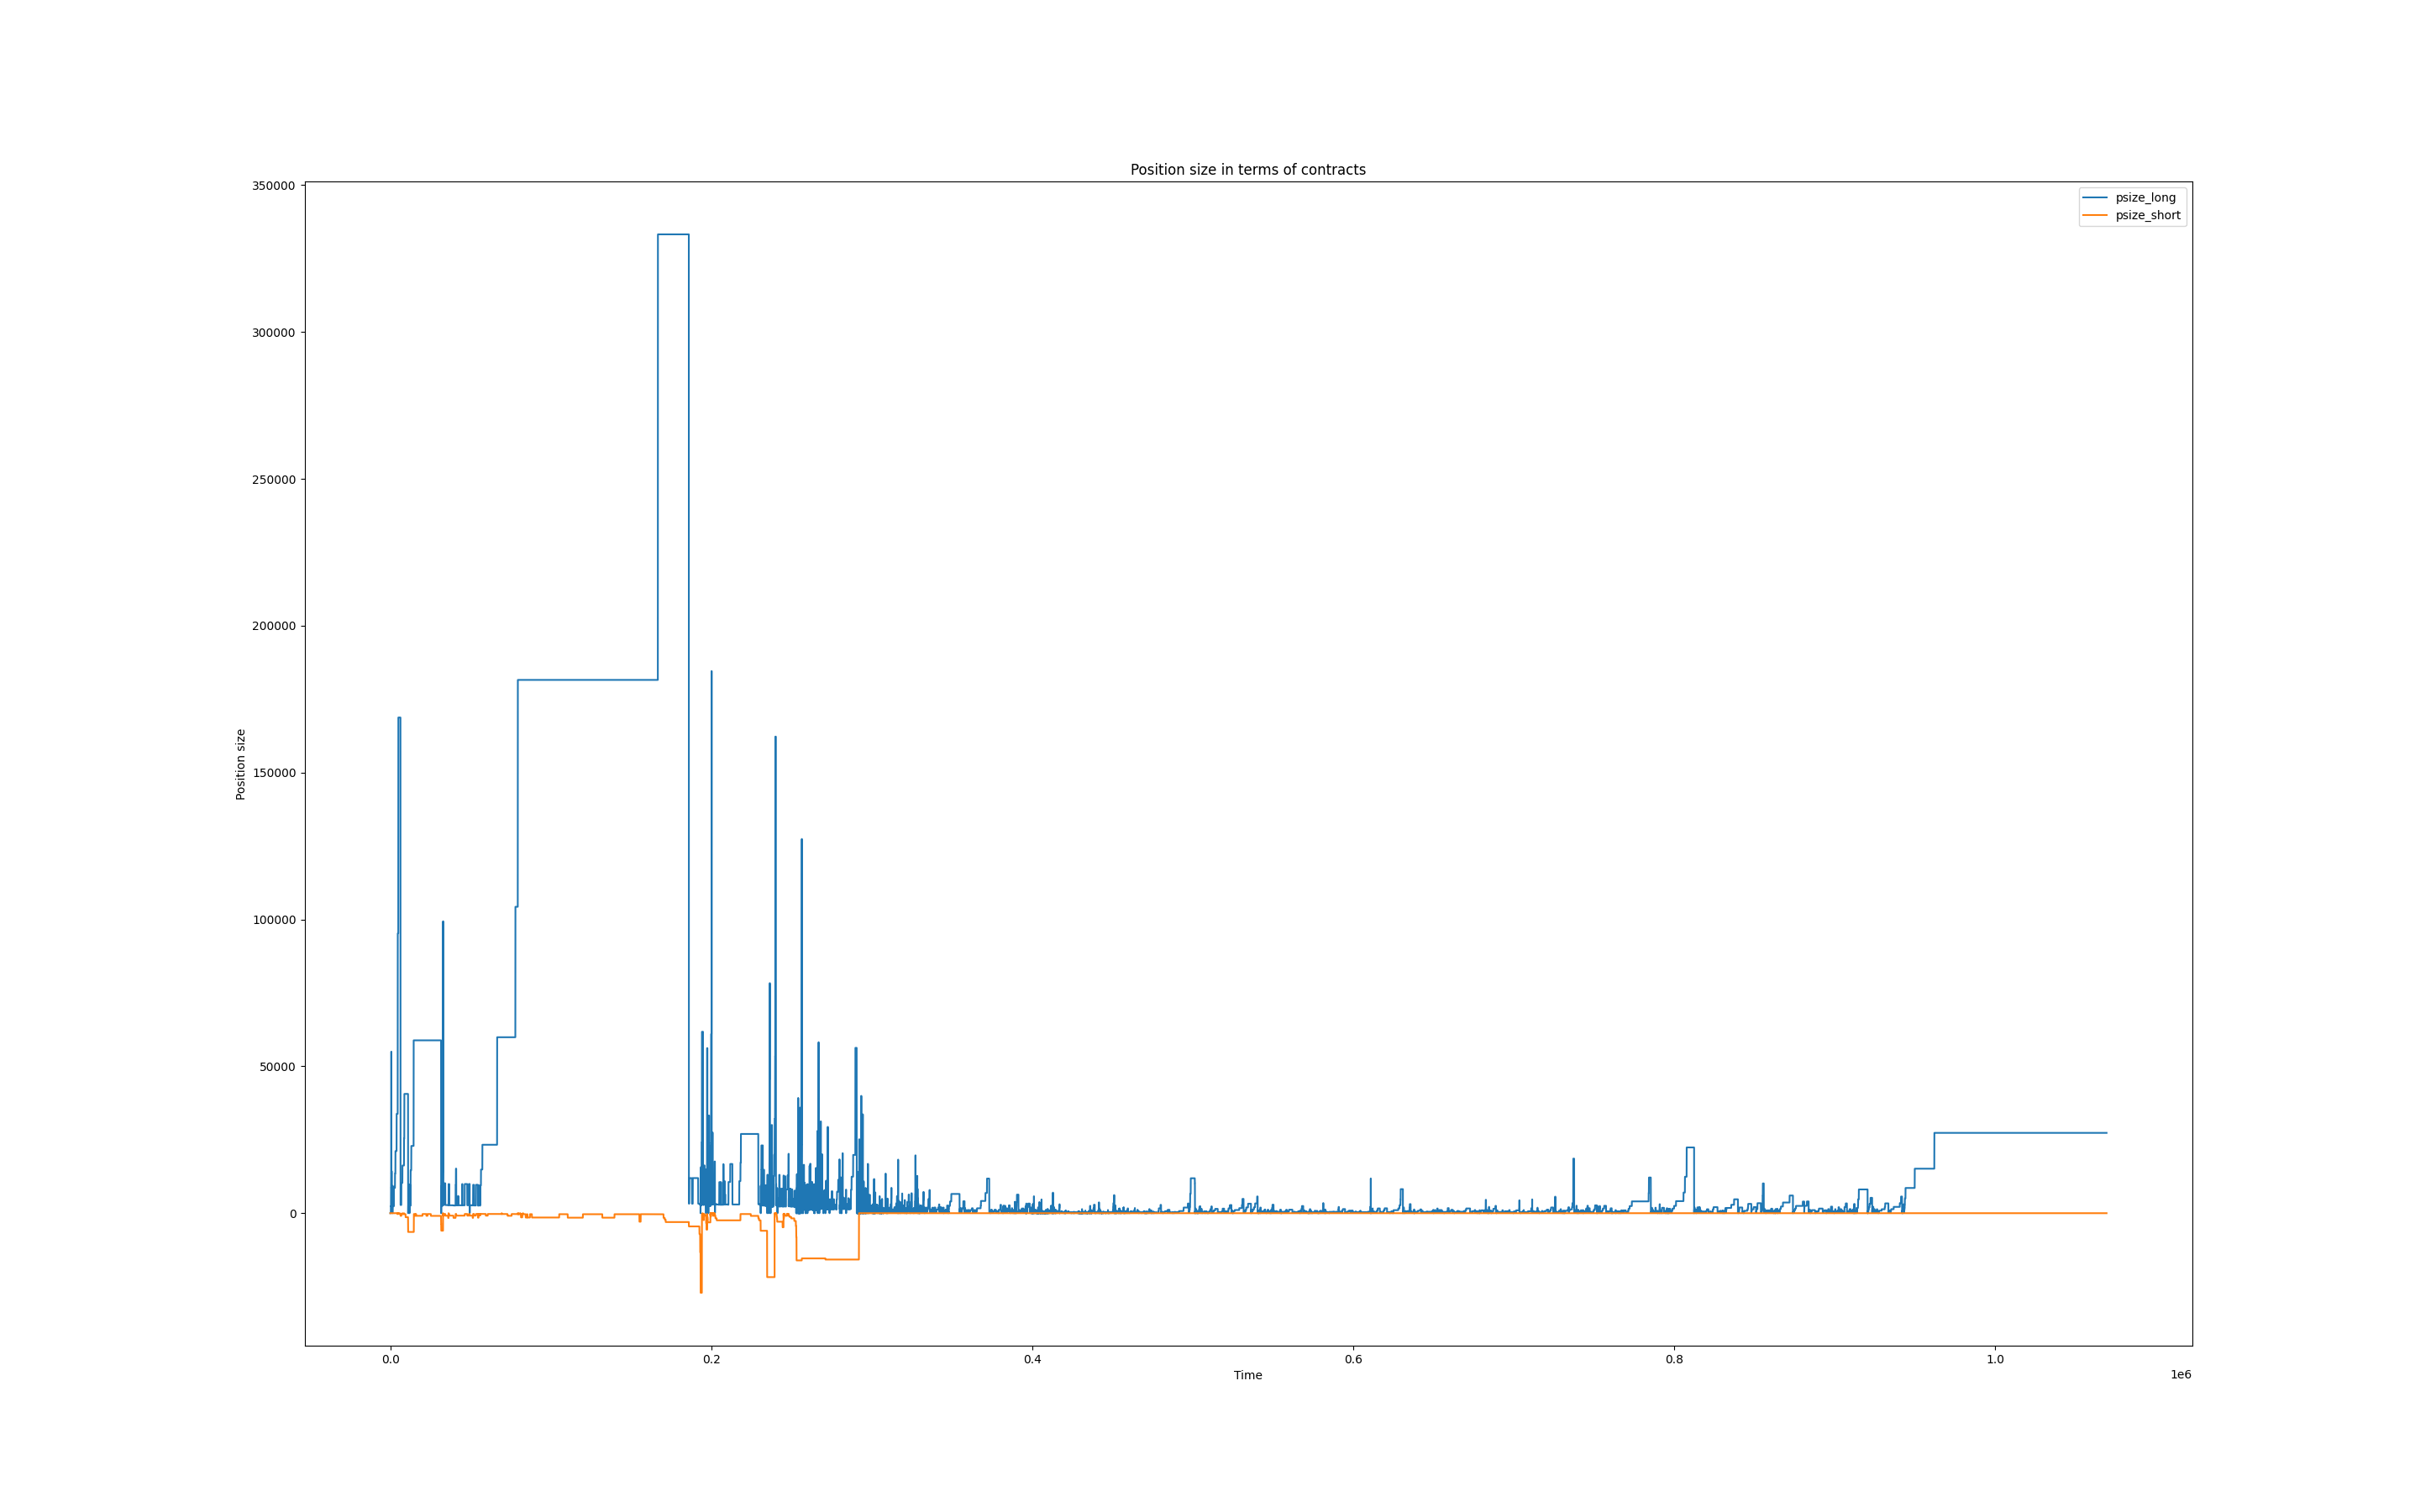 Position size in terms of contracts
psize_long
psize_short
350000
300000
250000
200000
150000
100000
50000
0
Position size
0.0
0.2
0.4
0.6
0.8
1.0
Time
1e6